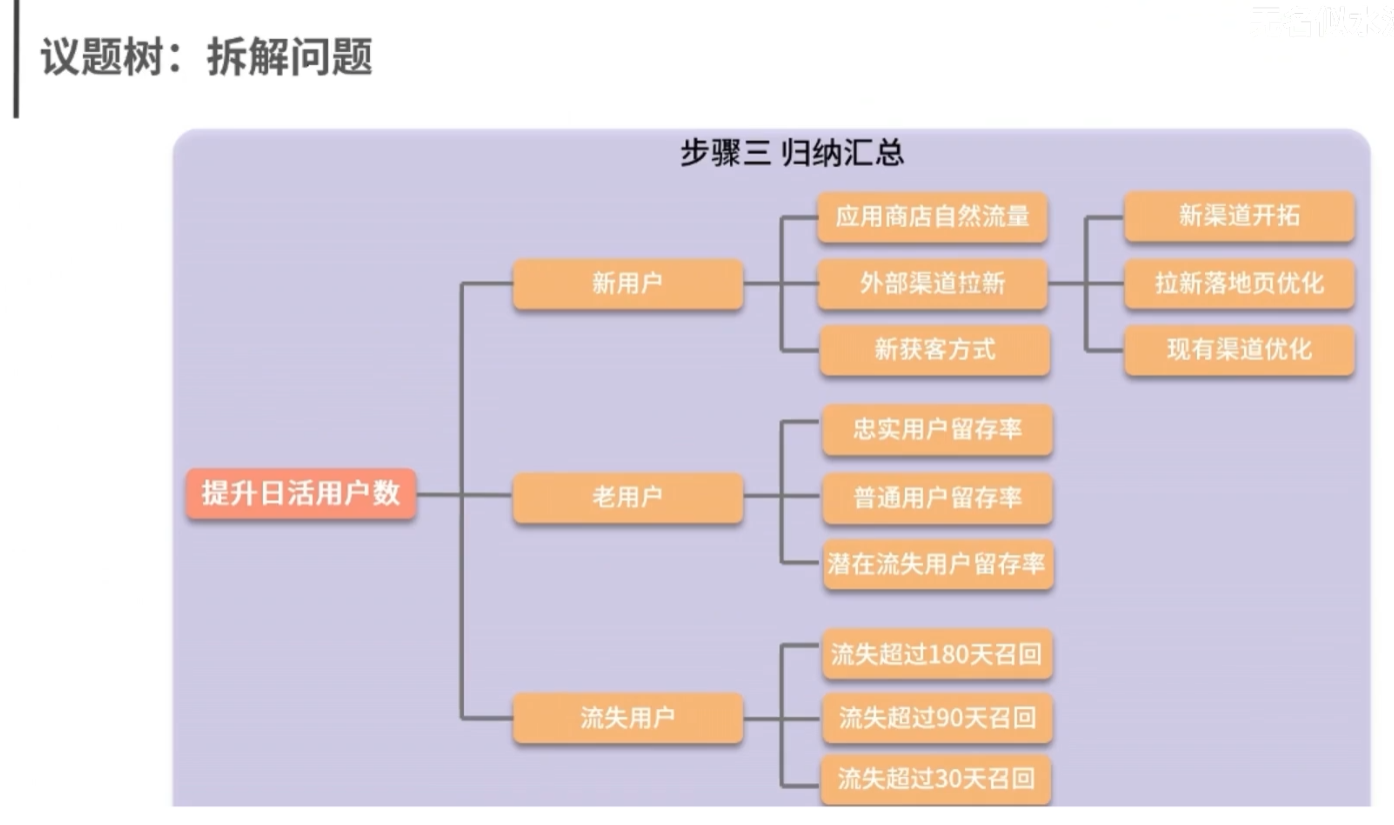 议题树：拆解问题
步骤三 归纳汇总
应用商店自然流量
新渠道开拓
新用户
外部渠道拉新
拉新落地页优化
新获客方式
现有渠道优化
忠实用户留存率
提升日活用户数
老用户
普通用户留存率
潜在流失用户留存率
流失超过180天召回
流失用户
流失超过90天召回
流失超过30天召回